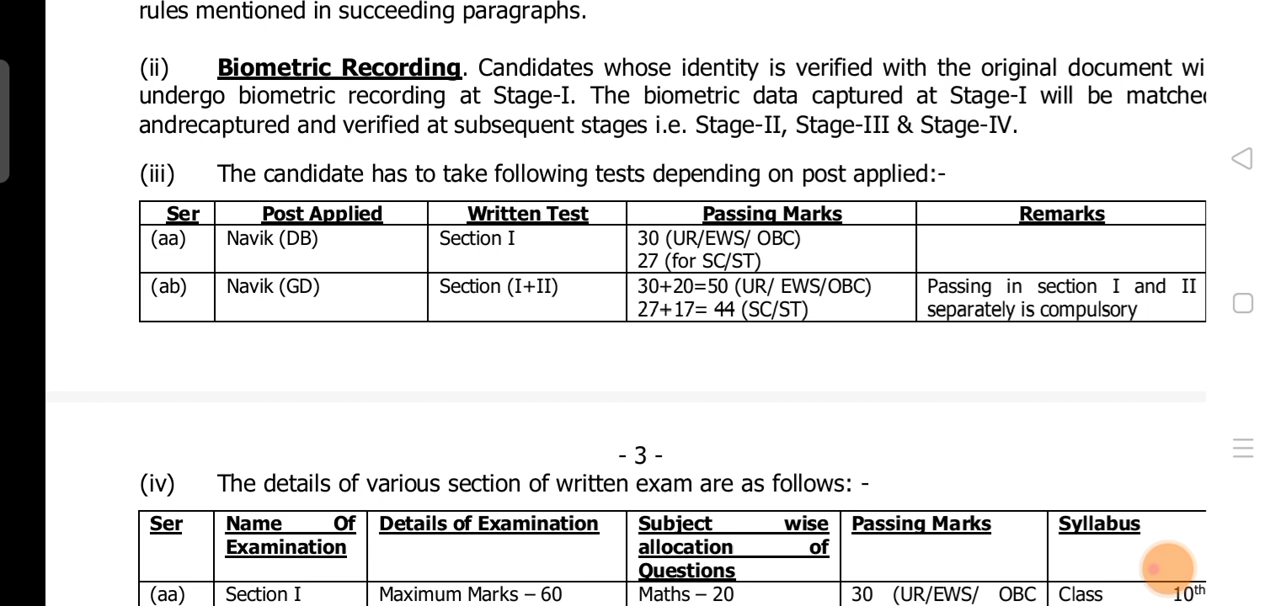 rules mentioned in succeeding paragraphs.
(ii) Biometric Recording. Candidates whose identity is verified with the original document wi
undergo biometric recording at Stage-I. The biometric data captured at Stage-I will be matched
andrecaptured and verified at subsequent stages i.e. Stage-II, Stage-III & Stage-IV.
(iii) The candidate has to take following tests depending on post applied:-
Ser Post Applied Written Test Passing Marks Remarks
(aa) Navik (DB) Section I 30 (UR/EWS/ OBC)
27 (for SC/ST)
(ab) Navik (GD) Section (I+II) 30+20=50 (UR/ EWS/OBC) Passing in section I and II
27+17= 44 (SC/ST) separately is compulsory
- 3 -
(iv) The details of various section of written exam are as follows: -
Ser Name Of Details of Examination Subject wise Passing Marks Syllabus
Examination allocation of
Questions
(aa) Section I Maximum Marks – 60 Maths – 20 30 (UR/EWS/ OBC Class 10th